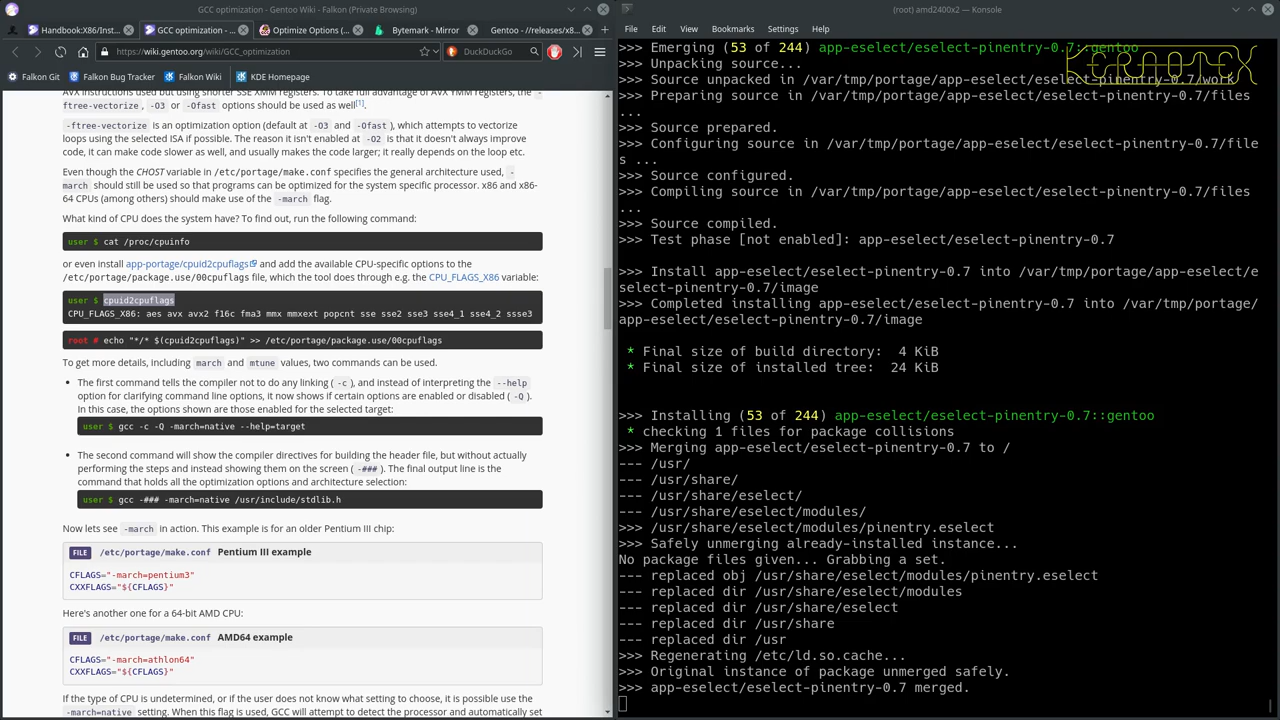 GCC optimization - Gentoo Wiki - Falkon (Private Browsing)
Handbook:X86/Inst...
GCC optimization - ...
Optimize Options (...
Bytemark - Mirror
Gentoo - /releases/x8...
https://wiki.gentoo.org/wiki/GCC_optimization
DuckDuckGo
Falkon Git
Falkon Bug Tracker
Falkon Wiki
KDE Homepage
AVX instructions used but using shorter SSE XMM registers. To take full advantage of AVX YMM registers, the -
ftree-vectorize, -O3 or -Ofast options should be used as well[1].
-ftree-vectorize is an optimization option (default at -O3 and -Ofast), which attempts to vectorize
loops using the selected ISA if possible. The reason it isn't enabled at -O2 is that it doesn't always improve
code, it can make code slower as well, and usually makes the code larger; it really depends on the loop etc.
Even though the CHOST variable in /etc/portage/make.conf specifies the general architecture used, -
march should still be used so that programs can be optimized for the system specific processor. x86 and x86-
64 CPUs (among others) should make use of the -march flag.
What kind of CPU does the system have? To find out, run the following command:
user $ cat /proc/cpuinfo
or even install app-portage/cpuid2cpuflags and add the available CPU-specific options to the
/etc/portage/package.use/00cpuflags file, which the tool does through e.g. the CPU_FLAGS_X86 variable:
user $ cpuid2cpuflags
CPU_FLAGS_X86: aes avx avx2 f16c fma3 mmx mmxext popcnt sse sse2 sse3 sse4_1 sse4_2 ssse3
root # echo "*/* $(cpuid2cpuflags)" >> /etc/portage/package.use/00cpuflags
To get more details, including march and mtune values, two commands can be used.
• The first command tells the compiler not to do any linking (-c), and instead of interpreting the --help
option for clarifying command line options, it now shows if certain options are enabled or disabled (-Q).
In this case, the options shown are those enabled for the selected target:
user $ gcc -c -Q -march=native --help=target
• The second command will show the compiler directives for building the header file, but without actually
performing the steps and instead showing them on the screen (-###). The final output line is the
command that holds all the optimization options and architecture selection:
user $ gcc -### -march=native /usr/include/stdlib.h
Now lets see -march in action. This example is for an older Pentium III chip:
FILE /etc/portage/make.conf Pentium III example
CFLAGS="-march=pentium3"
CXXFLAGS="${CFLAGS}"
Here's another one for a 64-bit AMD CPU:
FILE /etc/portage/make.conf AMD64 example
CFLAGS="-march=athlon64"
CXXFLAGS="${CFLAGS}"
If the type of CPU is undetermined, or if the user does not know what setting to choose, it is possible use the
-march=native setting. When this flag is used, GCC will attempt to detect the processor and automatically set
(root) amd2400x2 — Konsole
File Edit View Bookmarks Settings Help
KERNOTEX
>>> Emerging (53 of 244) app-eselect/eselect-pinentry-0.7::gentoo
>>> Unpacking source...
>>> Source unpacked in /var/tmp/portage/app-eselect/eselect-pinentry-0.7/work
>>> Preparing source in /var/tmp/portage/app-eselect/eselect-pinentry-0.7/files
...
>>> Source prepared.
>>> Configuring source in /var/tmp/portage/app-eselect/eselect-pinentry-0.7/file
s ...
>>> Source configured.
>>> Compiling source in /var/tmp/portage/app-eselect/eselect-pinentry-0.7/files
...
>>> Source compiled.
>>> Test phase [not enabled]: app-eselect/eselect-pinentry-0.7
>>> Install app-eselect/eselect-pinentry-0.7 into /var/tmp/portage/app-eselect/e
select-pinentry-0.7/image
>>> Completed installing app-eselect/eselect-pinentry-0.7 into /var/tmp/portage/
app-eselect/eselect-pinentry-0.7/image
* Final size of build directory: 4 KiB
* Final size of installed tree: 24 KiB
>>> Installing (53 of 244) app-eselect/eselect-pinentry-0.7::gentoo
* checking 1 files for package collisions
>>> Merging app-eselect/eselect-pinentry-0.7 to /
--- /usr/
--- /usr/share/
--- /usr/share/eselect/
--- /usr/share/eselect/modules/
>>> /usr/share/eselect/modules/pinentry.eselect
>>> Safely unmerging already-installed instance...
No package files given... Grabbing a set.
--- replaced obj /usr/share/eselect/modules/pinentry.eselect
--- replaced dir /usr/share/eselect/modules
--- replaced dir /usr/share/eselect
--- replaced dir /usr/share
--- replaced dir /usr
>>> Regenerating /etc/ld.so.cache...
>>> Original instance of package unmerged safely.
>>> app-eselect/eselect-pinentry-0.7 merged.